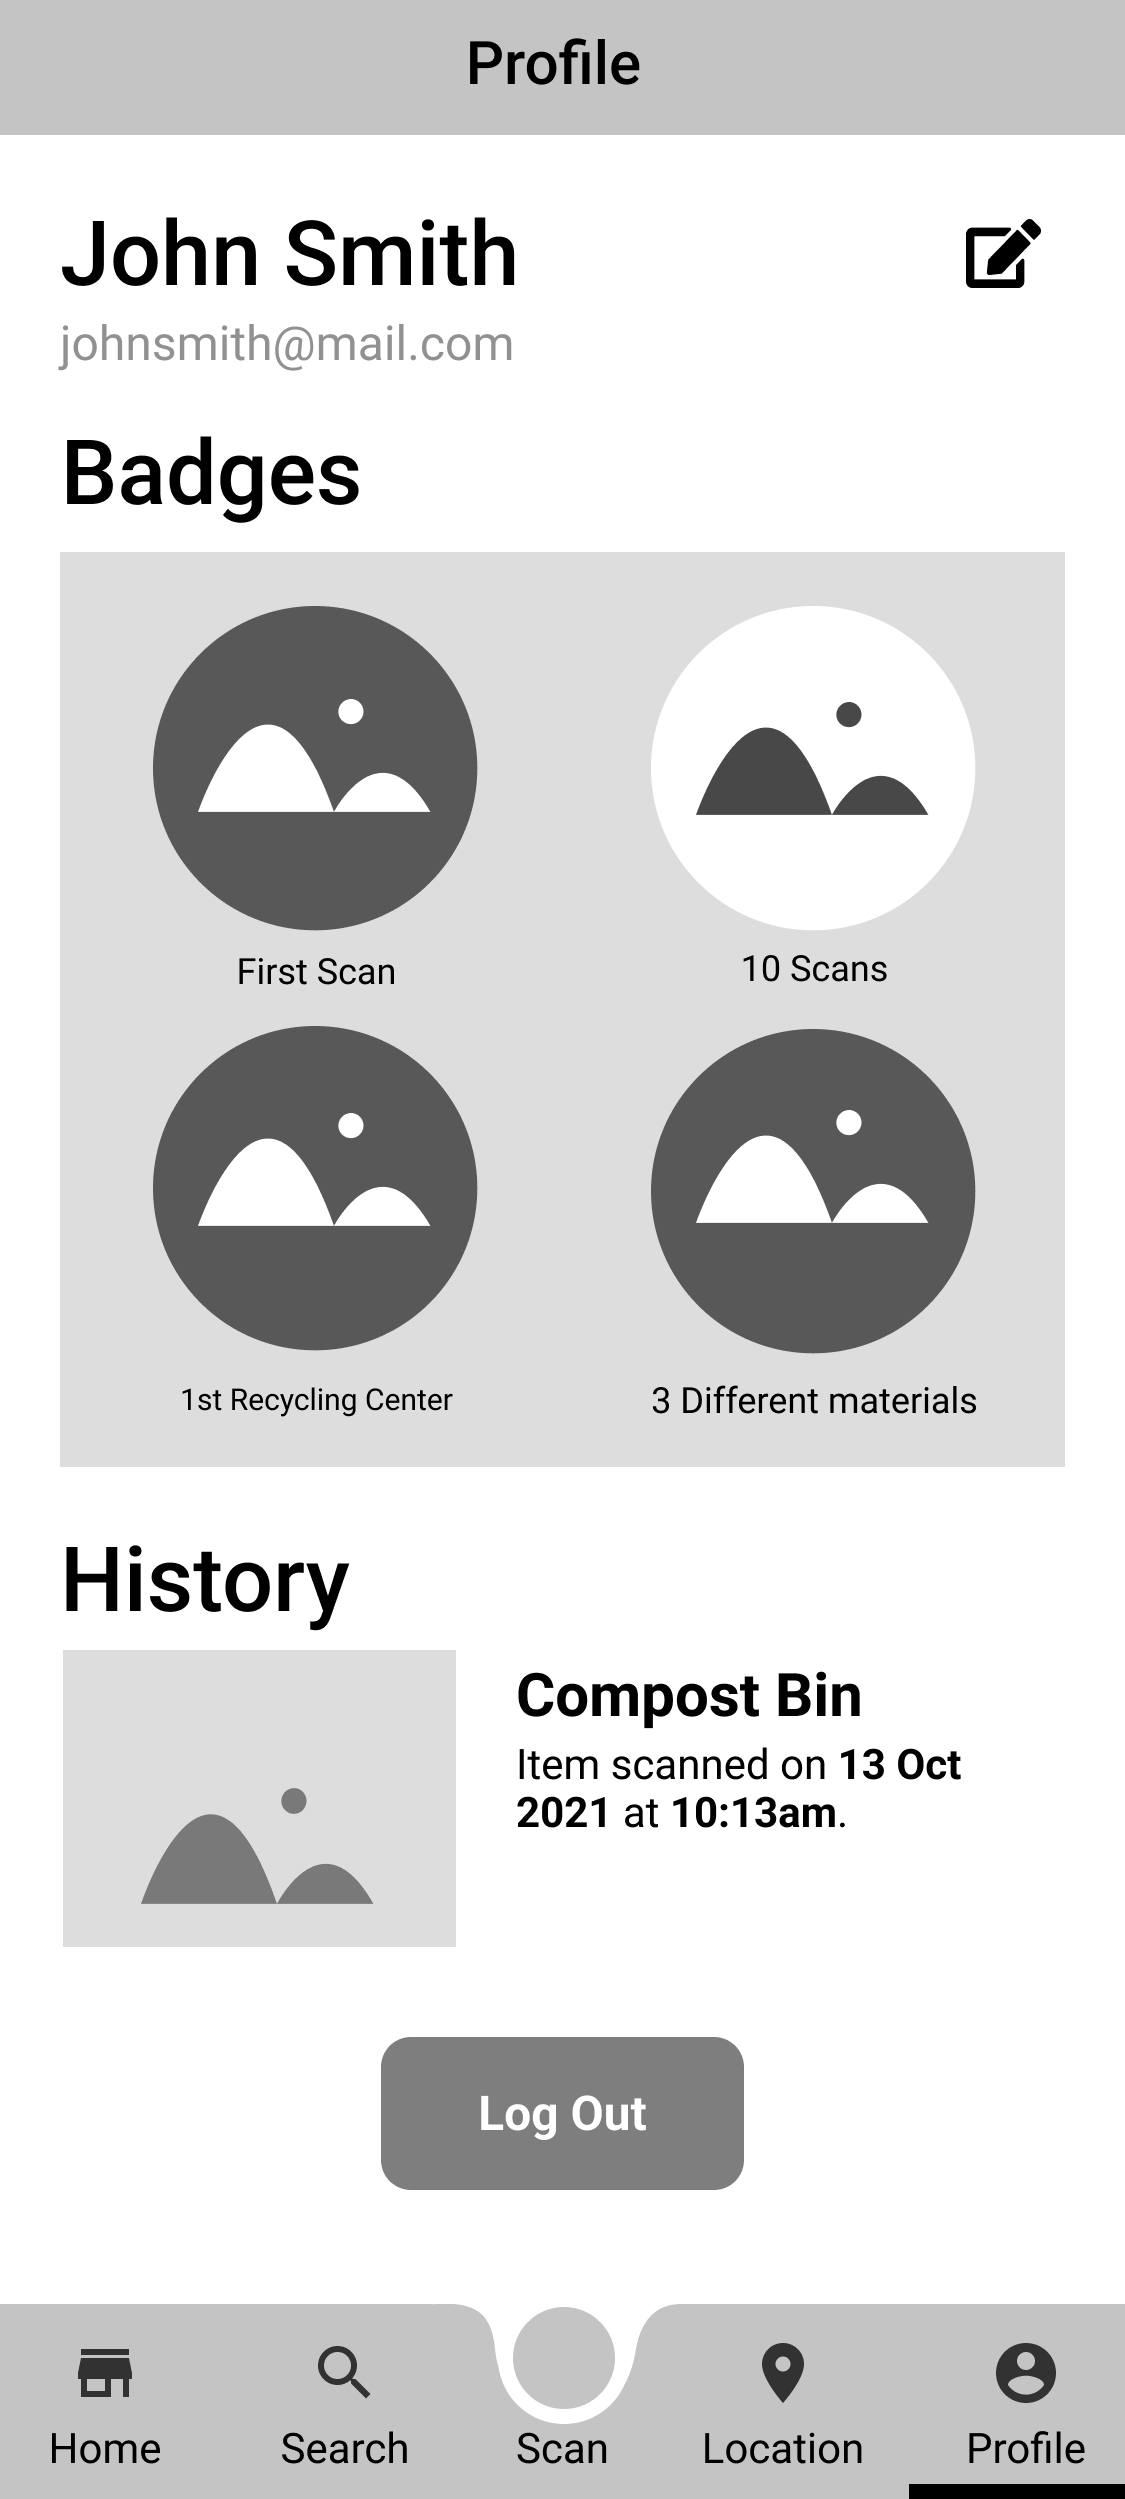 Profile
John Smith
johnsmith@mail.com
Badges
First Scan
10 Scans
1st Recycling Center
3 Different materials
History
Compost Bin
Item scanned on 13 Oct
2021 at 10:13am.
Log Out
Home
Search
Scan
Location
Profile